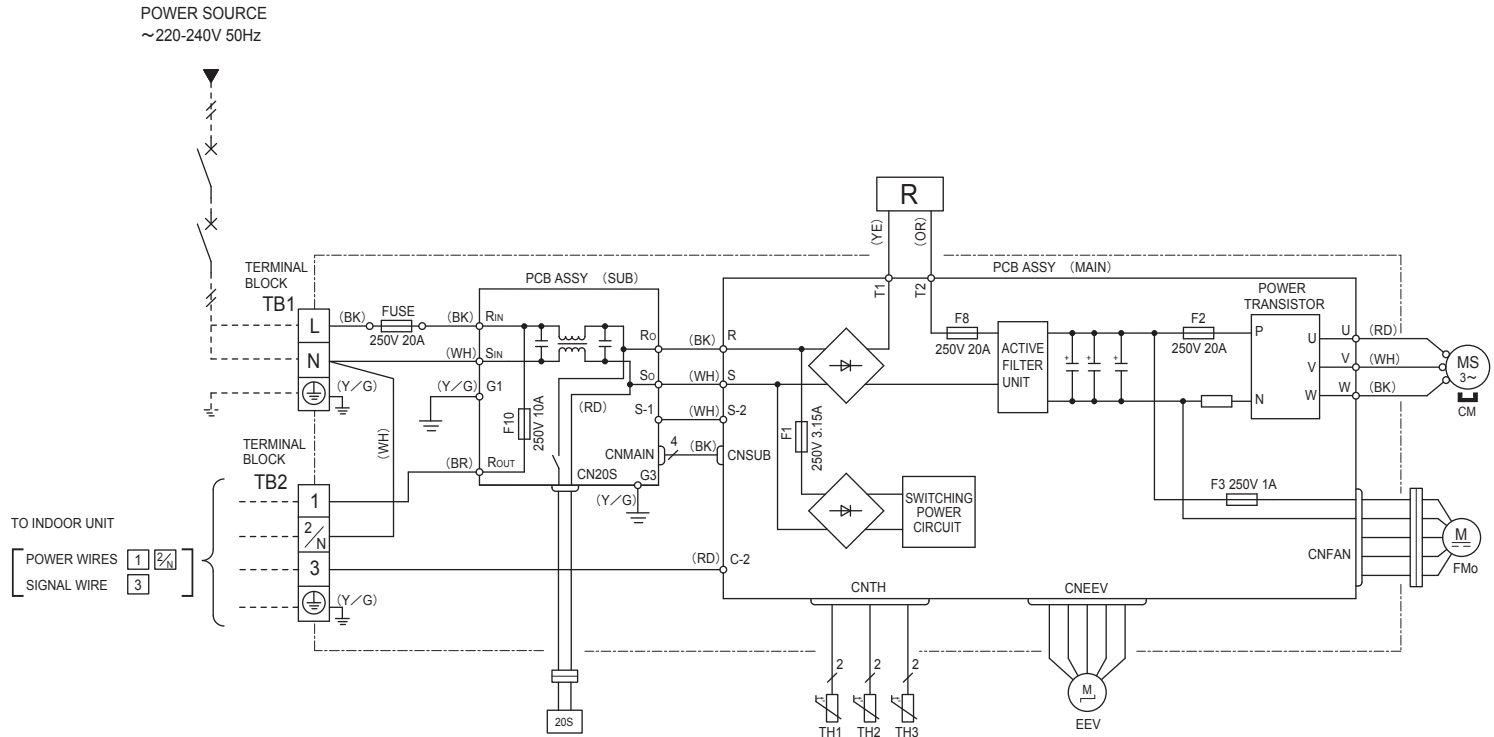 POWER SOURCE
～220-240V 50Hz
TERMINAL
BLOCK
TB1
L
N
(BK)
FUSE
250V 20A
(BK)
(WH)
(Y／G)
(Y／G)
(WH)
PCB ASSY （SUB）
RIN
SIN
G1
F10
250V 10A
(RD)
RO
SO
S-1
CNMAIN
CN20S
G3
(Y／G)
(BR)
ROUT
(BK)
(WH)
(WH)
4
(BK)
R
S
S-2
CNSUB
(RD)
C-2
R
(YE)
(OR)
T1
T2
PCB ASSY （MAIN）
F8
250V 20A
ACTIVE
FILTER
UNIT
+
+
+
F2
250V 20A
POWER
TRANSISTOR
P
N
U
V
W
U
V
W
(RD)
(WH)
(BK)
MS
3～
CM
F1
250V 3.15A
SWITCHING
POWER
CIRCUIT
F3 250V 1A
CNFAN
M
FMo
CNTH
CNEEV
2
2
2
TH1
TH2
TH3
M
EEV
20S
TERMINAL
BLOCK
TB2
1
2/N
3
(Y／G)
TO INDOOR UNIT
POWER WIRES 1 2/N
SIGNAL WIRE 3